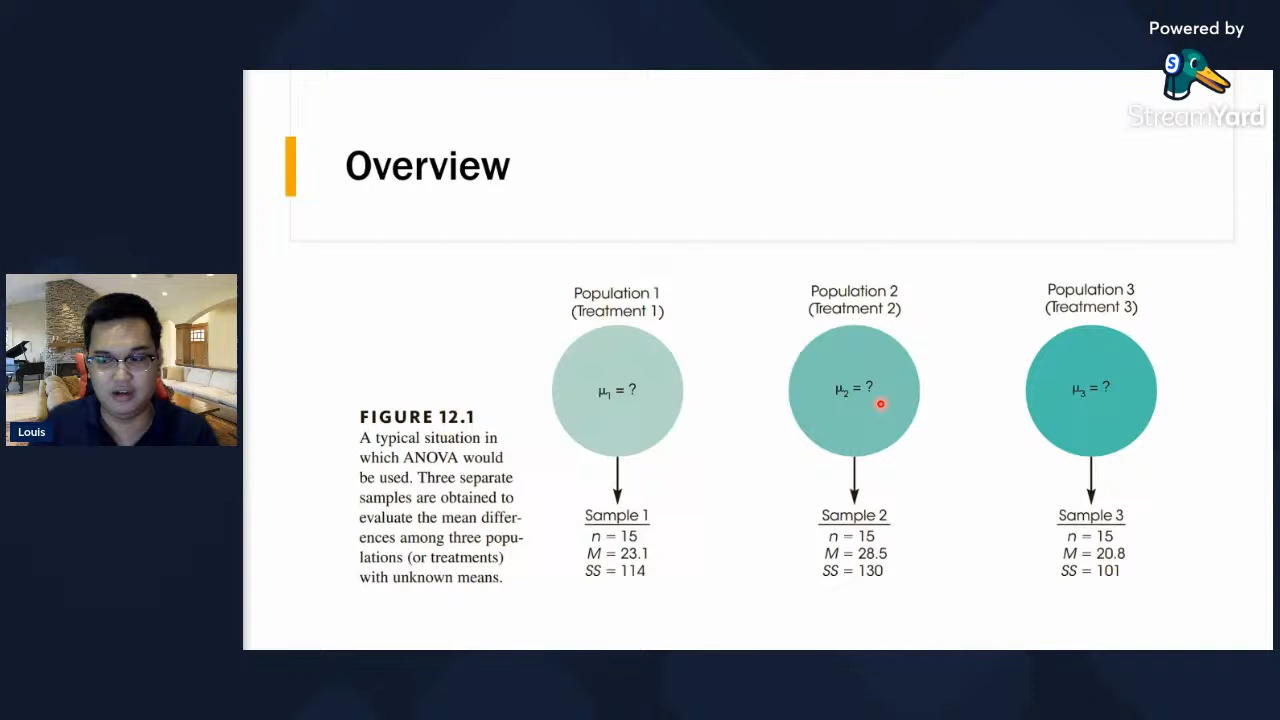 Powered by
S
StreamYard
Overview
Louis
FIGURE 12.1
A typical situation in
which ANOVA would
be used. Three separate
samples are obtained to
evaluate the mean differ-
ences among three popu-
lations (or treatments)
with unknown means.
Population 1
(Treatment 1)
μ₁ = ?
Sample 1
n = 15
M = 23.1
SS = 114
Population 2
(Treatment 2)
μ₂ = ?
Sample 2
n = 15
M = 28.5
SS = 130
Population 3
(Treatment 3)
μ₃ = ?
Sample 3
n = 15
M = 20.8
SS = 101